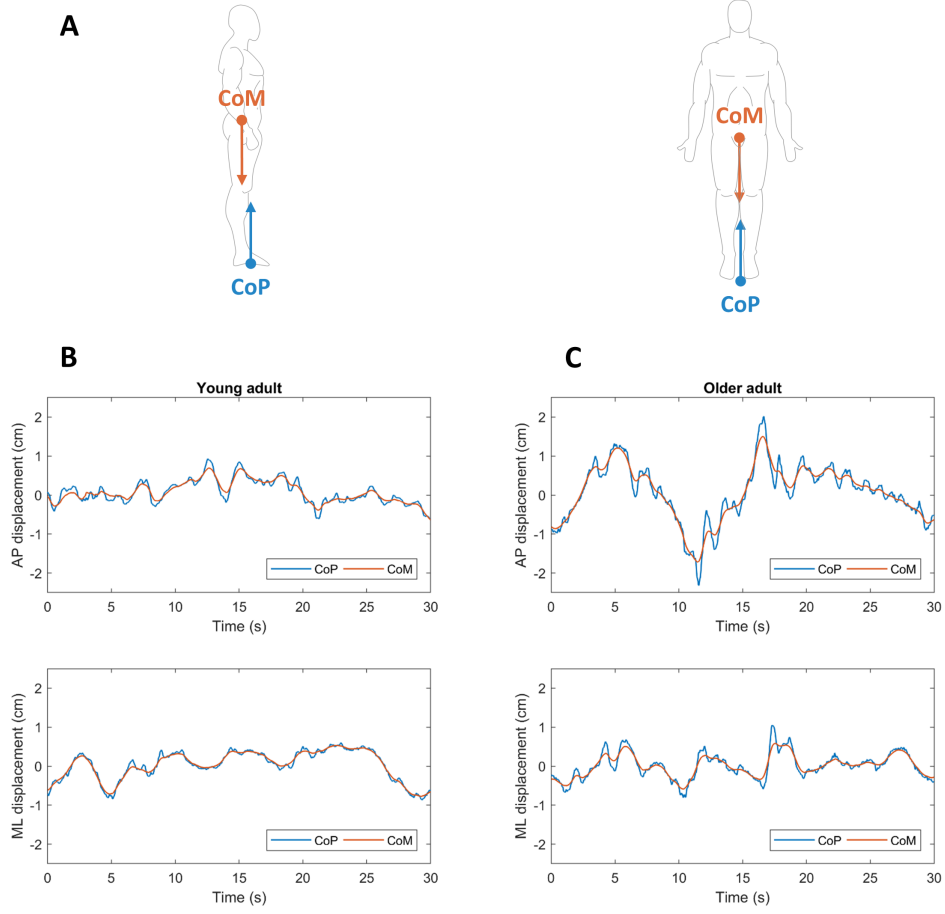 A
CoM
CoP
CoM
CoP
B
Young adult
AP displacement (cm)
2
1
0
-1
-2
CoP CoM
0 5 10 15 20 25 30
Time (s)
ML displacement (cm)
2
1
0
-1
-2
CoP CoM
0 5 10 15 20 25 30
Time (s)
C
Older adult
AP displacement (cm)
2
1
0
-1
-2
CoP CoM
0 5 10 15 20 25 30
Time (s)
ML displacement (cm)
2
1
0
-1
-2
CoP CoM
0 5 10 15 20 25 30
Time (s)